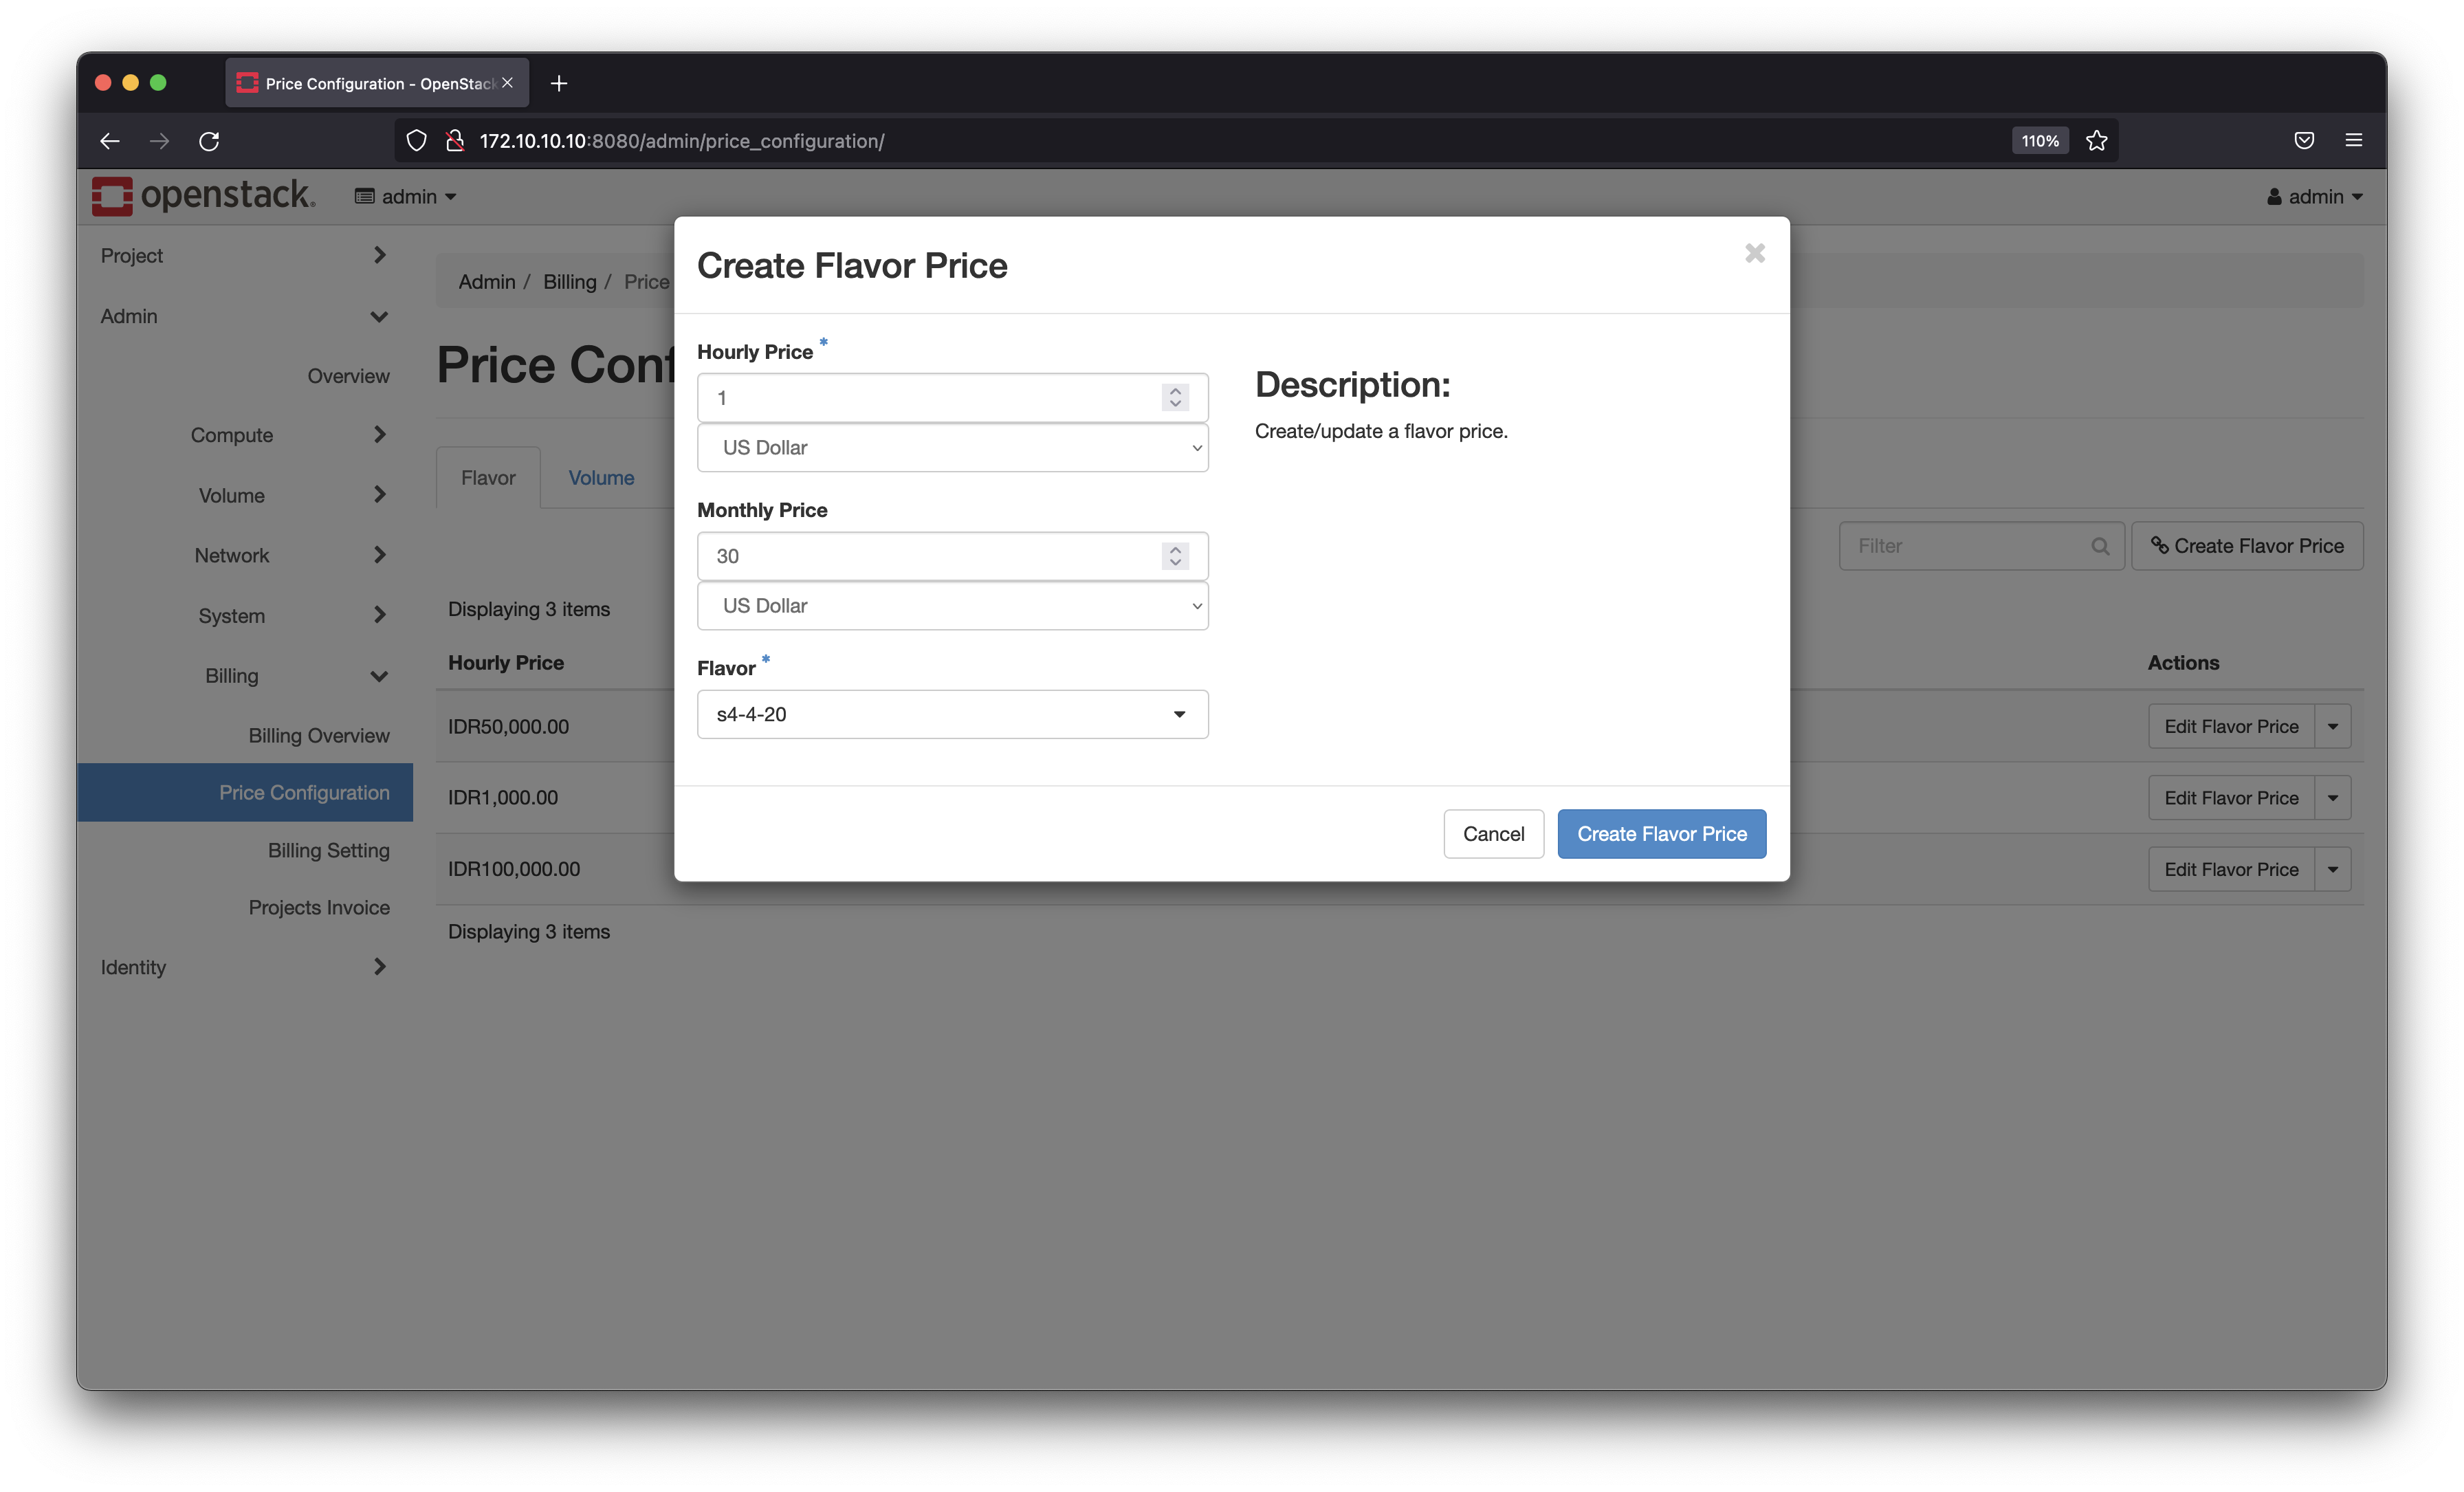 Price Configuration - OpenStack
172.10.10.10:8080/admin/price_configuration/
110%
openstack.
admin
admin
Project
Admin
Overview
Compute
Volume
Network
System
Billing
Billing Overview
Price Configuration
Billing Setting
Projects Invoice
Identity
Admin / Billing / Price
Price Conf
Flavor
Volume
Filter
Create Flavor Price
Displaying 3 items
Hourly Price
Actions
IDR50,000.00
Edit Flavor Price
IDR1,000.00
Edit Flavor Price
IDR100,000.00
Edit Flavor Price
Displaying 3 items
Create Flavor Price
Hourly Price *
1
US Dollar
Monthly Price
30
US Dollar
Flavor *
s4-4-20
Description:
Create/update a flavor price.
Cancel
Create Flavor Price